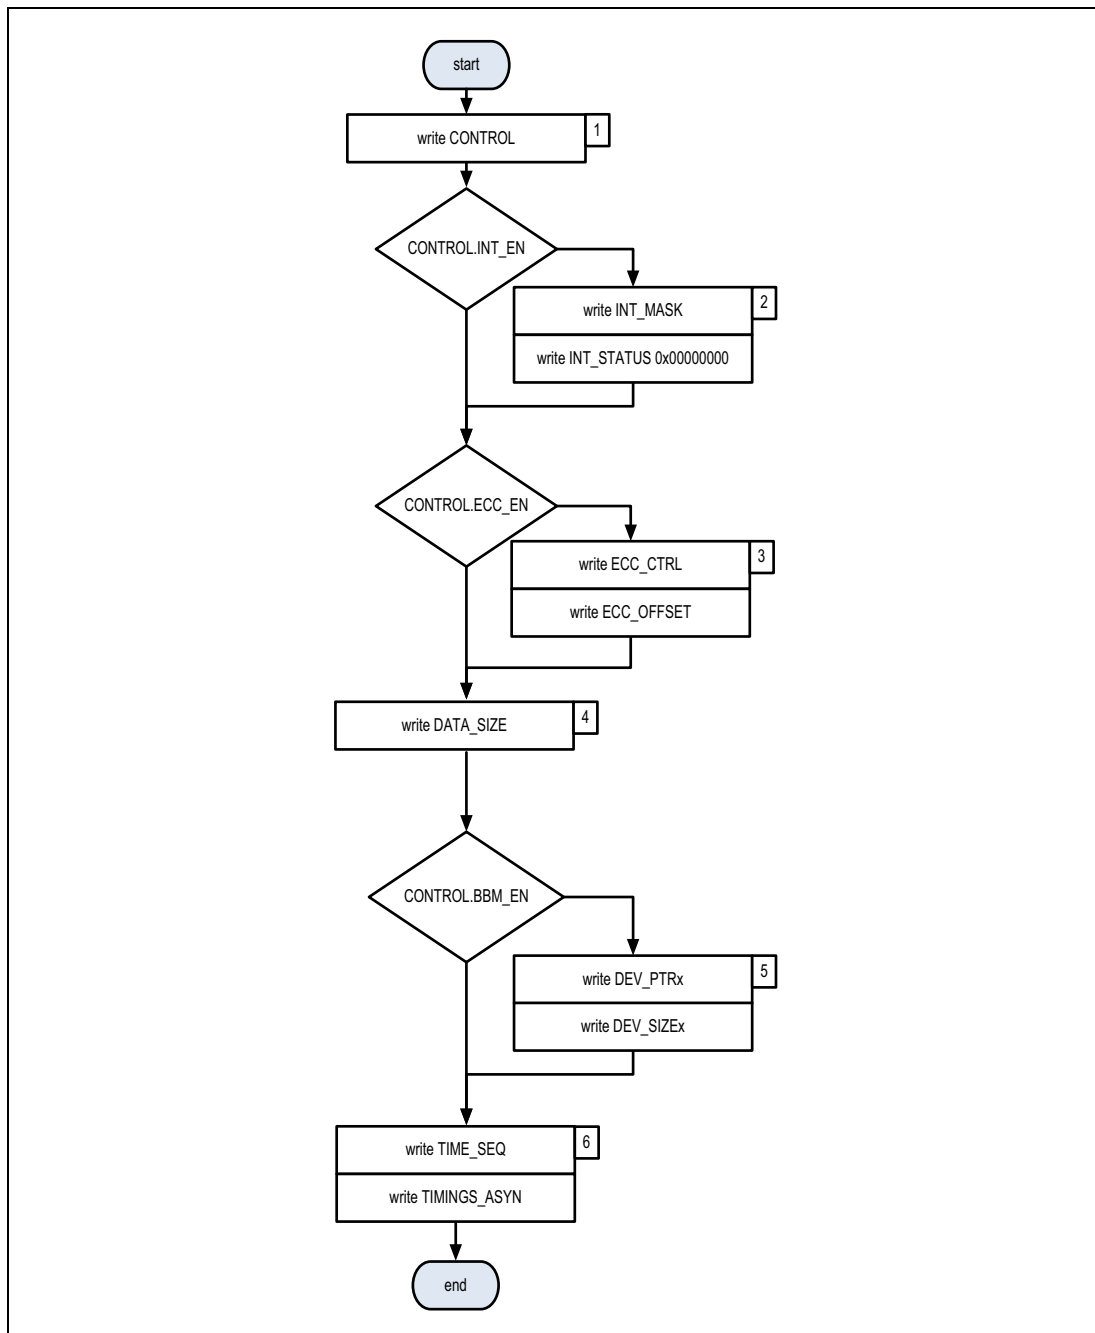 start
write CONTROL
1
CONTROL.INT_EN
write INT_MASK
2
write INT_STATUS 0x00000000
CONTROL.ECC_EN
write ECC_CTRL
3
write ECC_OFFSET
write DATA_SIZE
4
CONTROL.BBM_EN
write DEV_PTRx
5
write DEV_SIZEx
write TIME_SEQ
6
write TIMINGS_ASYN
end